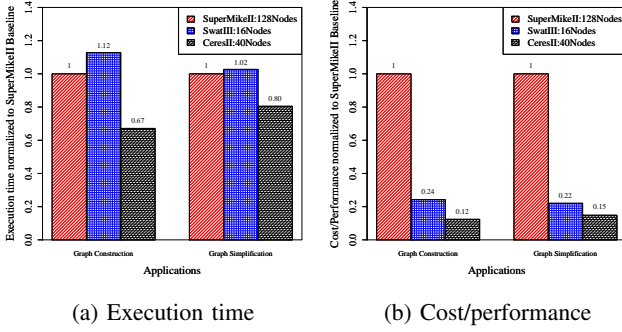 Execution time normalized to SuperMikeII Baseline
0.0 0.2 0.4 0.6 0.8 1.0 1.2 1.4
SuperMikeII:128Nodes
SwatIII:16Nodes
CeresII:40Nodes
1
1.12
0.67
1
1.02
0.80
Graph Construction Graph Simplification
Applications
(a) Execution time
Cost/Performance normalized to SuperMikeII Baseline
0.0 0.2 0.4 0.6 0.8 1.0 1.2 1.4
SuperMikeII:128Nodes
SwatIII:16Nodes
CeresII:40Nodes
1
0.24
0.12
1
0.22
0.15
Graph Construction Graph Simplification
Applications
(b) Cost/performance